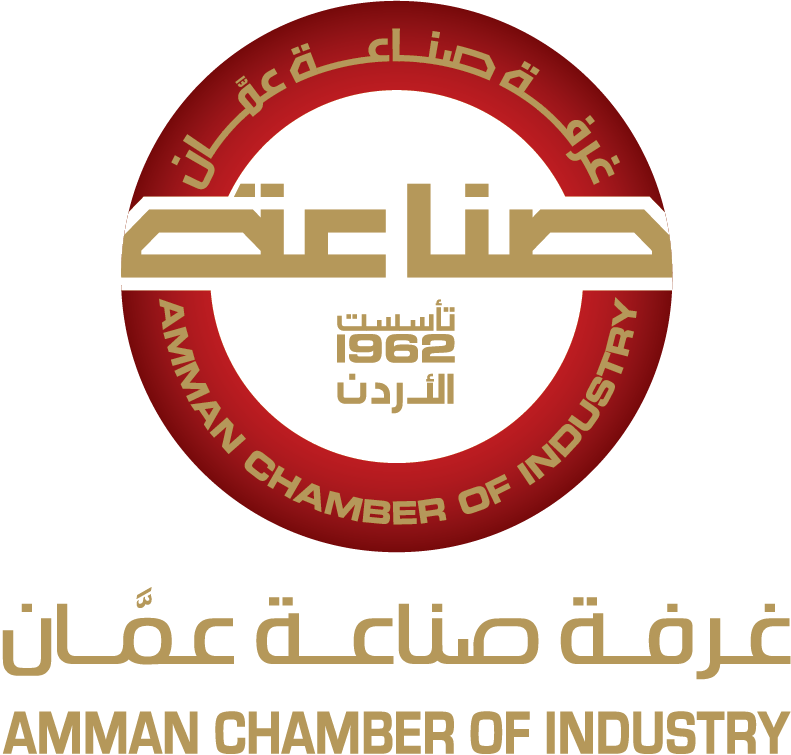 غرفة صناعة عمَّان
صناعة
تأسست
1962
الأردن
AMMAN CHAMBER OF INDUSTRY
غرفة صناعة عمَّان
AMMAN CHAMBER OF INDUSTRY